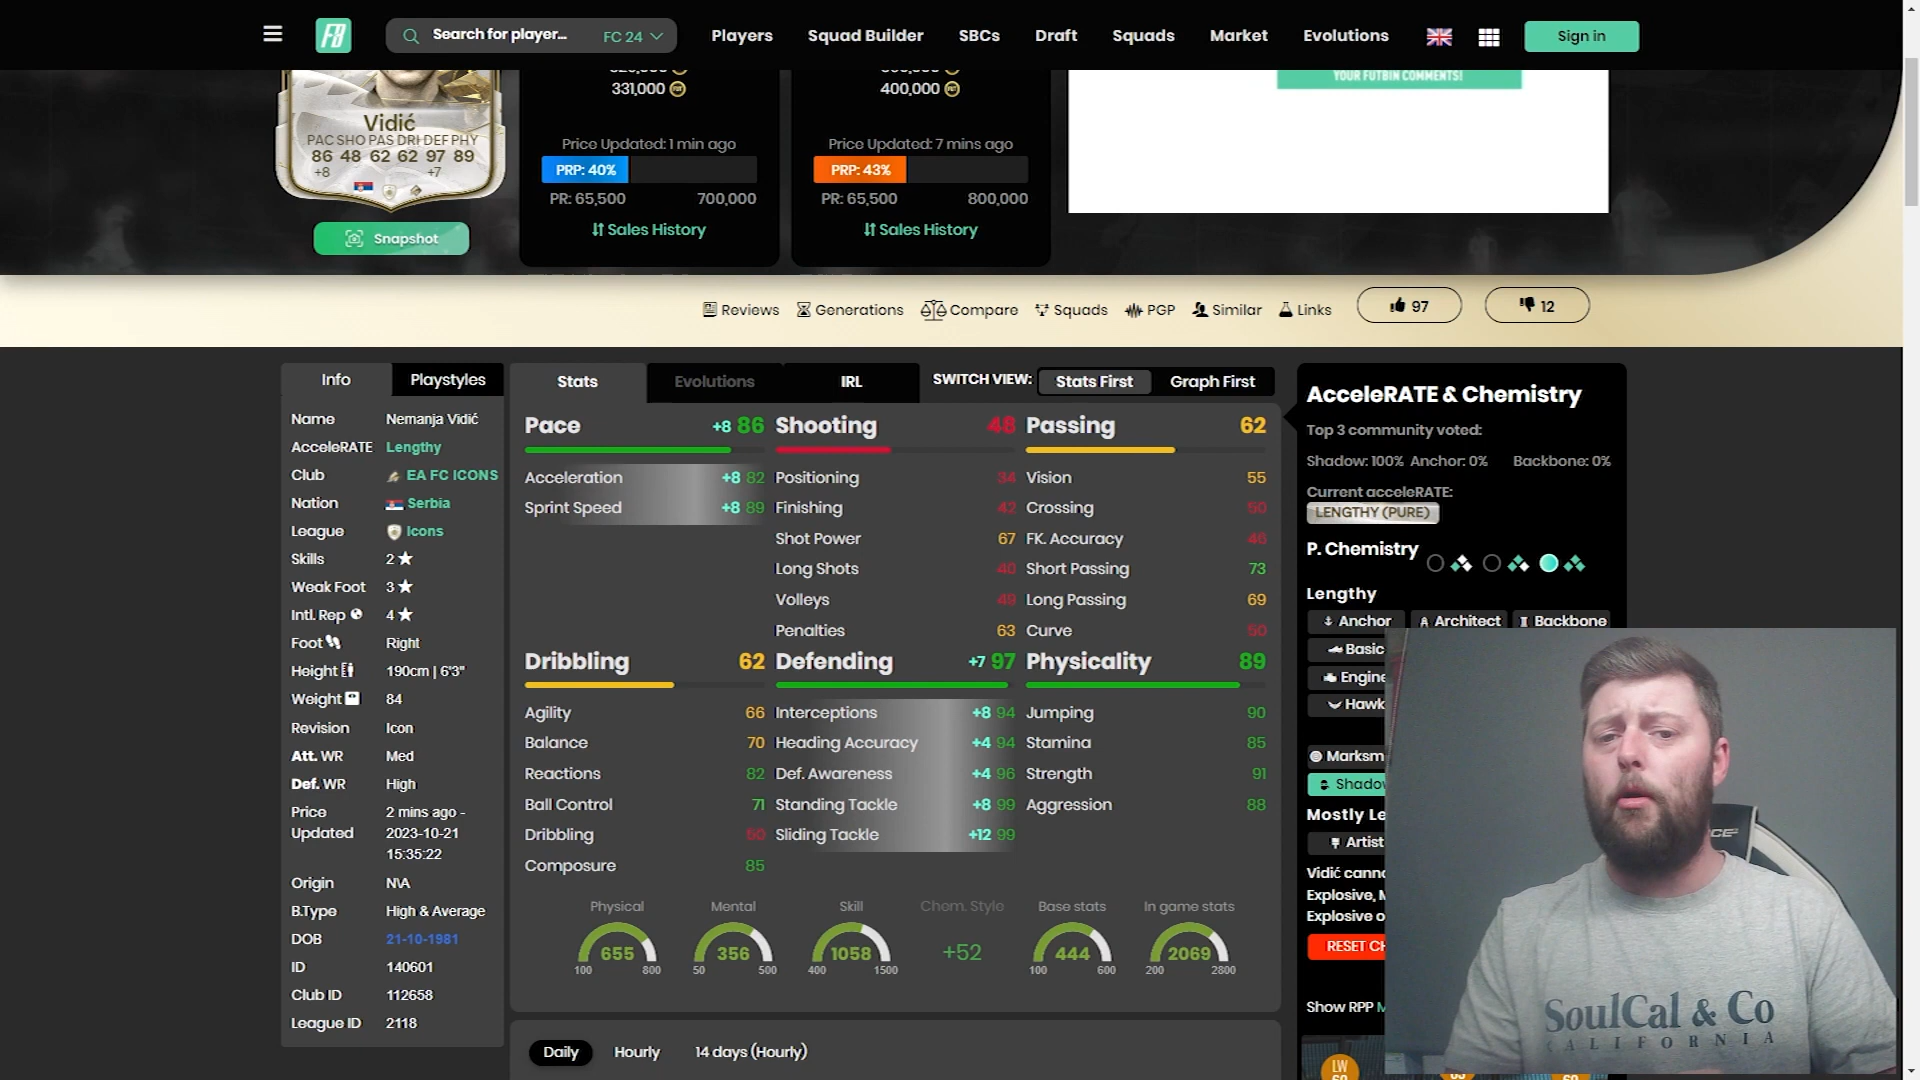 FB
Search for player...
FC 24
Players
Squad Builder
SBCs
Draft
Squads
Market
Evolutions
Sign in
331,000
400,000
YOUR FUTBIN COMMENTS!
Vidić
PAC SHO PAS DRI DEF PHY
86 48 62 62 97 89
+8 +7
Snapshot
Price Updated: 1 min ago
PRP: 40%
PR: 65,500
700,000
Sales History
Price Updated: 7 mins ago
PRP: 43%
PR: 65,500
800,000
Sales History
Reviews
Generations
Compare
Squads
PGP
Similar
Links
97
12
Info
Playstyles
Name Nemanja Vidić
AcceleRATE Lengthy
Club EA FC ICONS
Nation Serbia
League Icons
Skills 2
Weak Foot 3
Intl. Rep 4
Foot Right
Height 190cm | 6'3"
Weight 84
Revision Icon
Att. WR Med
Def. WR High
Price Updated 2 mins ago -
2023-10-21
15:35:22
Origin N\A
B.Type High & Average
DOB 21-10-1981
ID 140601
Club ID 112658
League ID 2118
Stats
Evolutions
IRL
SWITCH VIEW:
Stats First
Graph First
Pace +8 86
Acceleration +8 82
Sprint Speed +8 89
Shooting 48
Positioning 34
Finishing 42
Shot Power 67
Long Shots 40
Volleys 49
Penalties 63
Passing 62
Vision 55
Crossing 50
FK. Accuracy 46
Short Passing 73
Long Passing 69
Curve 50
Dribbling 62
Agility 66
Balance 70
Reactions 82
Ball Control 71
Dribbling 50
Composure 85
Defending +7 97
Interceptions +8 94
Heading Accuracy +4 94
Def. Awareness +4 96
Standing Tackle +8 99
Sliding Tackle +12 99
Physicality 89
Jumping 90
Stamina 85
Strength 91
Aggression 88
Physical
655
100 800
Mental
356
50 500
Skill
1058
400 1500
Chem. Style
+52
Base stats
444
100 600
In game stats
2069
200 2800
Daily
Hourly
14 days (Hourly)
AcceleRATE & Chemistry
Top 3 community voted:
Shadow: 100% Anchor: 0% Backbone: 0%
Current acceleRATE:
LENGTHY (PURE)
P. Chemistry
Lengthy
Anchor
Architect
Backbone
Basic
Engine
Hawk
Marksm
Shadow
Mostly Le
Artist
Vidić canno
Explosive, M
Explosive o
RESET CH
Show RPP M
LW
SoulCal & Co
CALIFORNIA